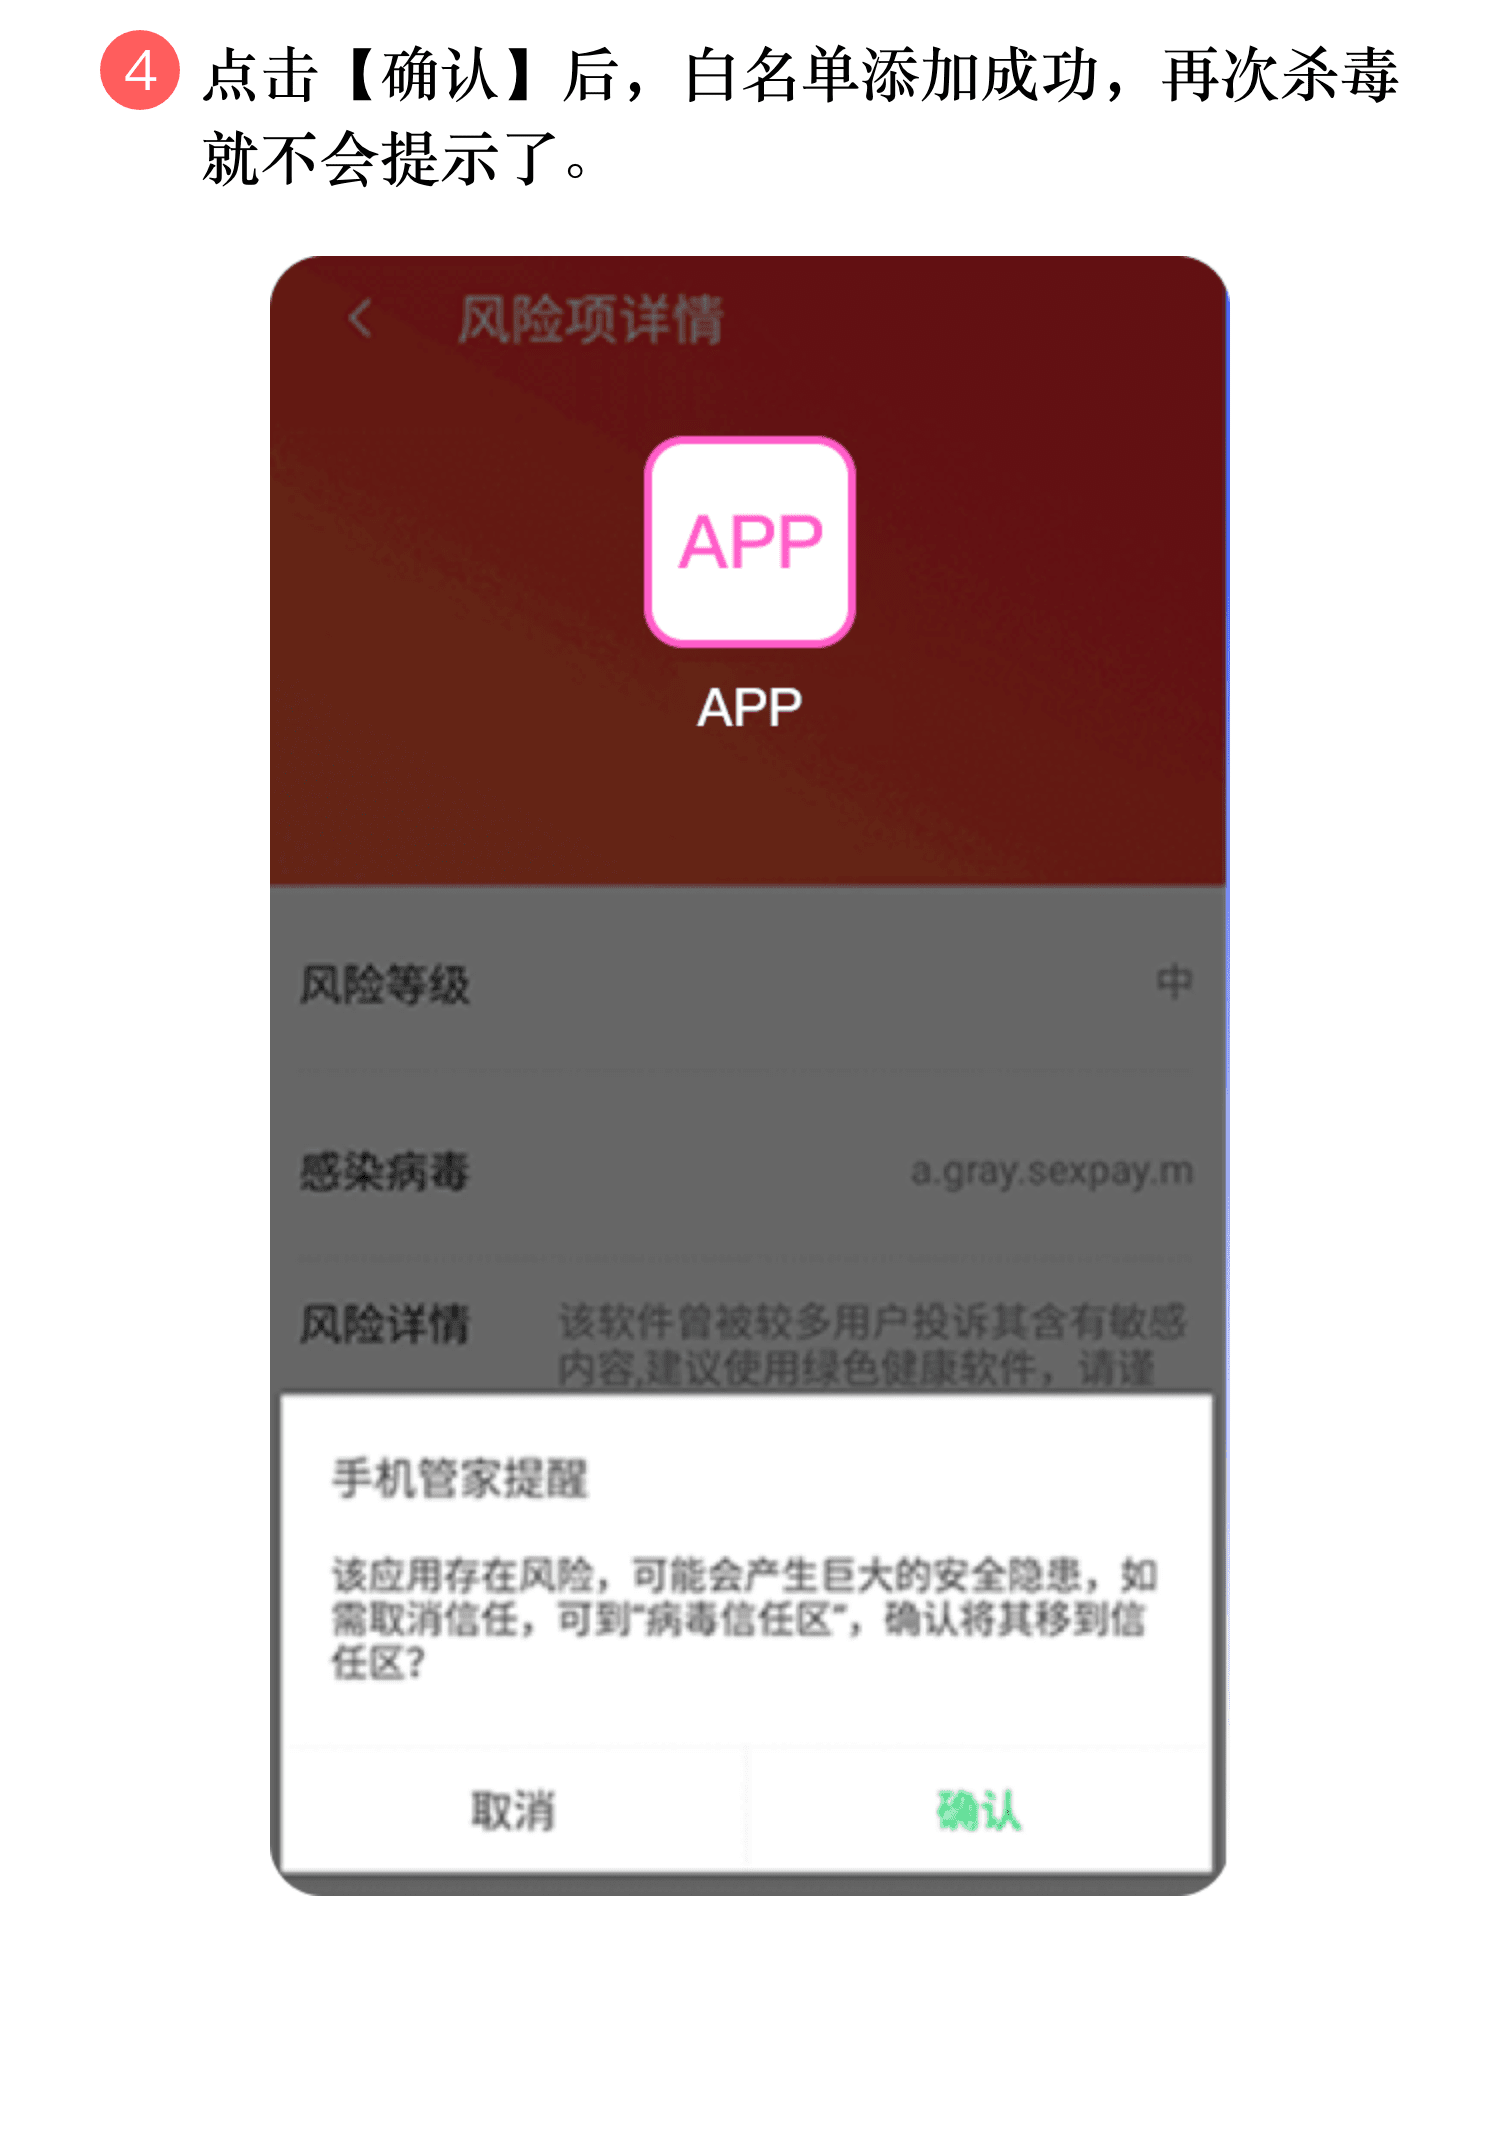 4
点击【确认】后，白名单添加成功，再次杀毒
就不会提示了。
风险项详情
APP
APP
风险等级 中
感染病毒 a.gray.sexpay.m
风险详情 该软件曾被较多用户投诉其含有敏感
内容,建议使用绿色健康软件，请谨
手机管家提醒
该应用存在风险，可能会产生巨大的安全隐患，如
需取消信任，可到“病毒信任区”，确认将其移到信
任区？
取消 确认